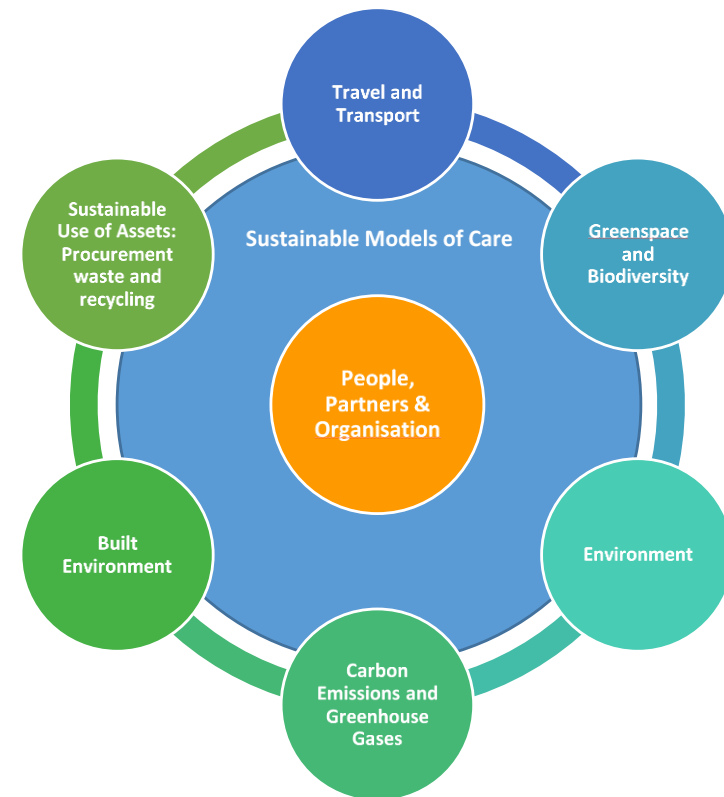 Travel and
Transport
Sustainable
Use of Assets:
Procurement
waste and
recycling
Sustainable Models of Care
Greenspace
and
Biodiversity
People,
Partners &
Organisation
Built
Environment
Environment
Carbon
Emissions and
Greenhouse
Gases